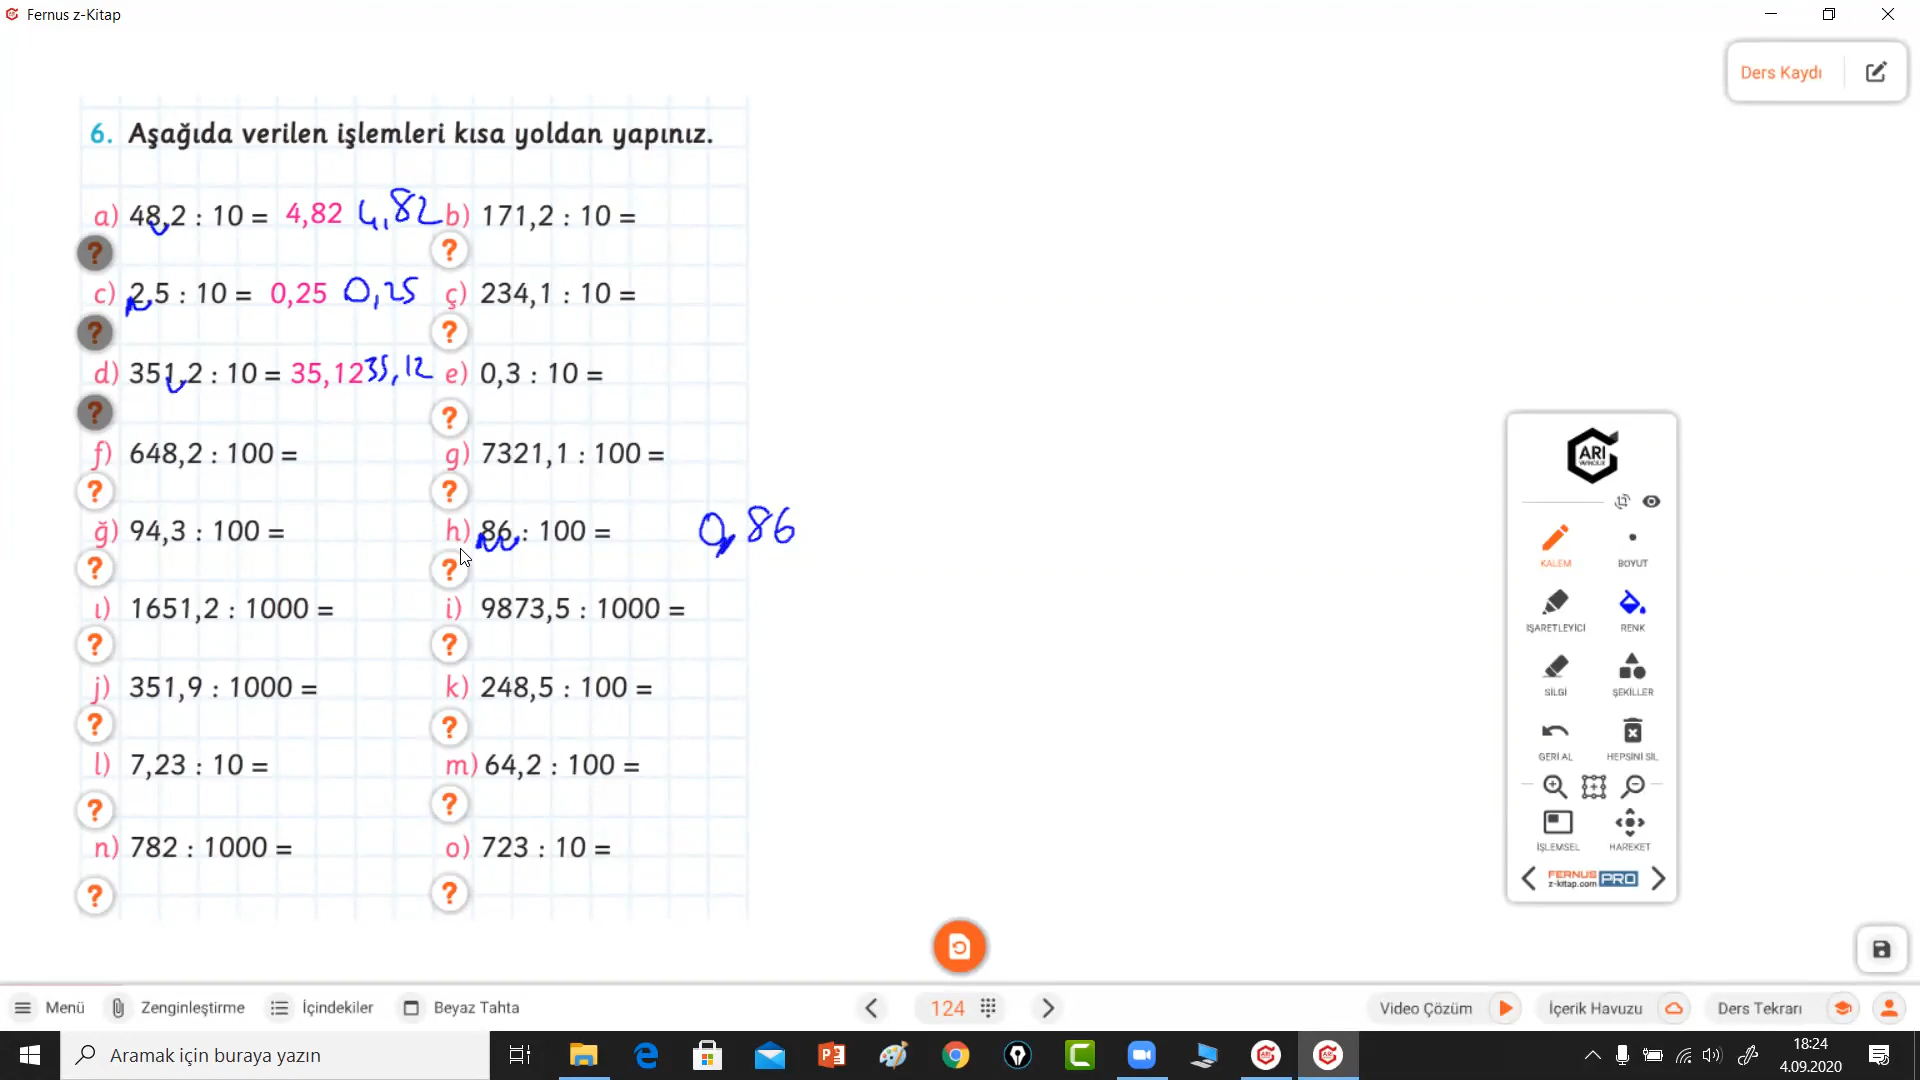 Fernus z-Kitap
Ders Kaydı
6. Aşağıda verilen işlemleri kısa yoldan yapınız.
a) 48,2 : 10 = 4,82 4,82
b) 171,2 : 10 =
?
?
c) 2,5 : 10 = 0,25 0,25
ç) 234,1 : 10 =
?
?
d) 351,2 : 10 = 35,12 35,12
e) 0,3 : 10 =
?
?
f) 648,2 : 100 =
g) 7321,1 : 100 =
?
?
ğ) 94,3 : 100 =
h) 86, : 100 = 0,86
?
?
ı) 1651,2 : 1000 =
i) 9873,5 : 1000 =
?
?
j) 351,9 : 1000 =
k) 248,5 : 100 =
?
?
l) 7,23 : 10 =
m) 64,2 : 100 =
?
?
n) 782 : 1000 =
o) 723 : 10 =
?
?
ARI
YAYINCILIK
KALEM
BOYUT
İŞARETLEYİCİ
RENK
SİLGİ
ŞEKİLLER
GERİ AL
HEPSİNİ SİL
İŞLEMSEL
HAREKET
FERNUS
z-kitap.com PRO
Menü
Zenginleştirme
İçindekiler
Beyaz Tahta
124
Video Çözüm
İçerik Havuzu
Ders Tekrarı
Aramak için buraya yazın
18:24
4.09.2020